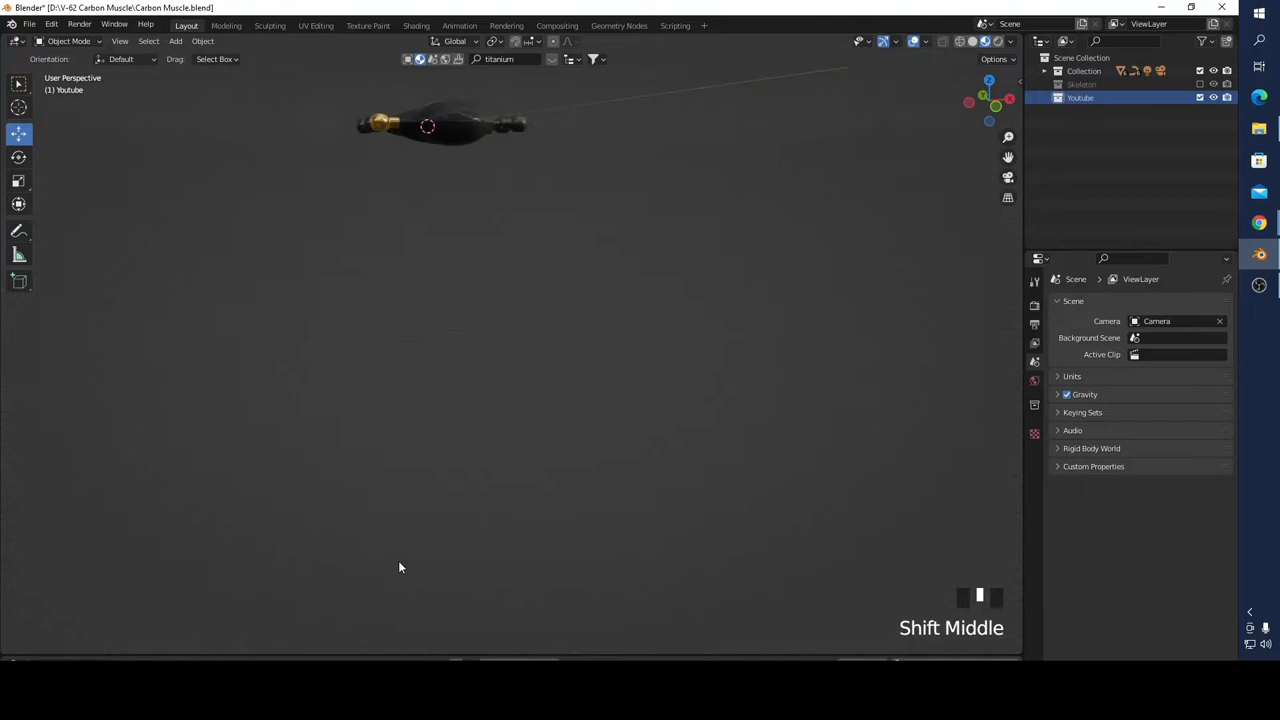 Blender* [D:\V-62 Carbon Muscle\Carbon Muscle.blend]
File Edit Render Window Help Layout Modeling Sculpting UV Editing Texture Paint Shading Animation Rendering Compositing Geometry Nodes Scripting + Scene ViewLayer
Object Mode View Select Add Object Global
Orientation: Default Drag: Select Box titanium Options
User Perspective
(1) Youtube
Scene Collection
Collection
Skeleton
Youtube
Z
Y
X
Scene > ViewLayer
Scene
Camera Camera
Background Scene
Active Clip
Units
Gravity
Keying Sets
Audio
Rigid Body World
Custom Properties
Shift Middle